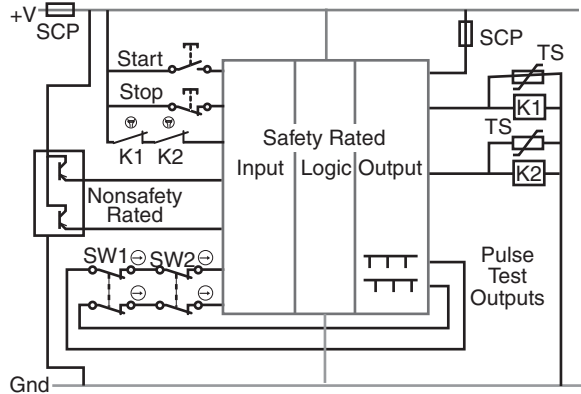 +V
SCP
Start
Stop
K1 K2
Nonsafety
Rated
SW1 SW2
Safety Rated
Input Logic Output
SCP
TS
K1
TS
K2
Pulse
Test
Outputs
Gnd